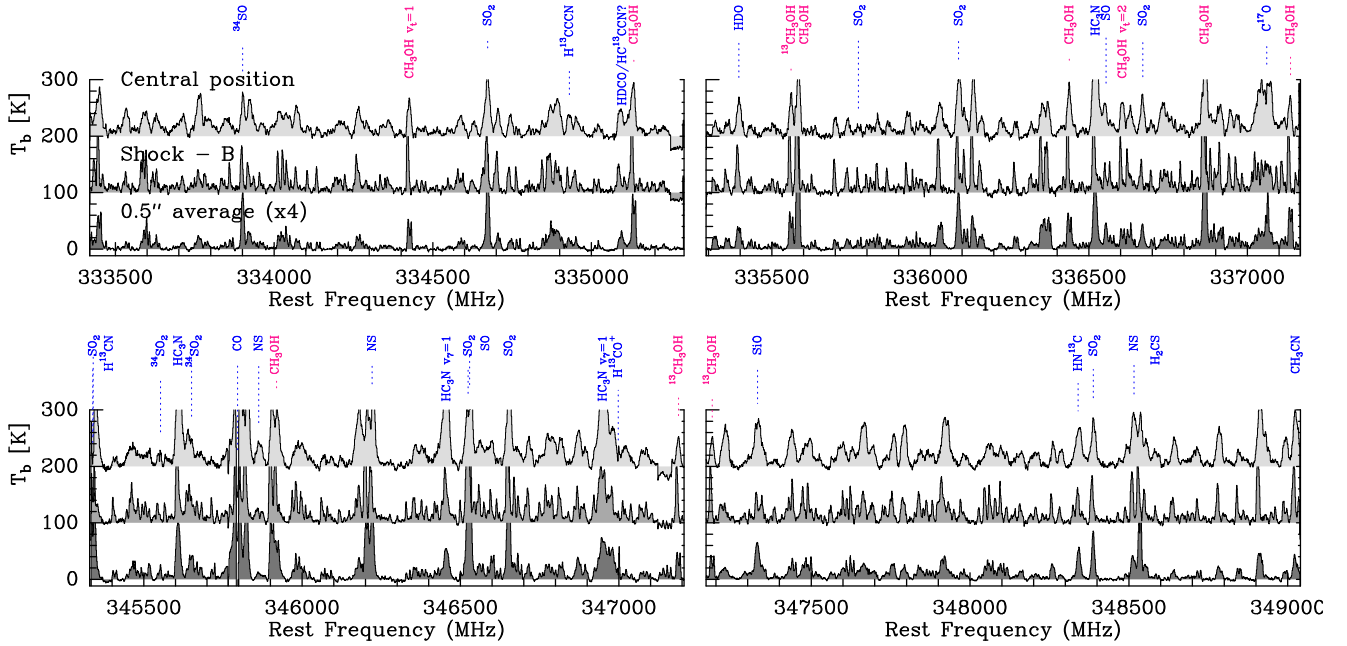 ³⁴SO
CH₃OH vₜ=1
SO₂
H¹³CCCN
HDCO/HC¹³CCN?
CH₃OH
HDO
¹³CH₃OH
CH₃OH
SO₂
SO₂
CH₃OH
HC₃N
SO
CH₃OH vₜ=2
SO₂
CH₃OH
C¹⁷O
CH₃OH
T_b [K]
300
200
100
0
Central position
Shock – B
0.5″ average (x4)
333500
334000
334500
335000
Rest Frequency (MHz)
335500
336000
336500
337000
Rest Frequency (MHz)
SO₂
H¹³CN
³⁴SO₂
HC₃N
³⁴SO₂
CO
NS
CH₃OH
NS
HC₃N v₇=1
SO₂
SO
SO₂
HC₃N v₇=1
H¹³CO⁺
¹³CH₃OH
¹³CH₃OH
SiO
HN¹³C
SO₂
NS
H₂CS
CH₃CN
T_b [K]
300
200
100
0
345500
346000
346500
347000
Rest Frequency (MHz)
347500
348000
348500
349000
Rest Frequency (MHz)